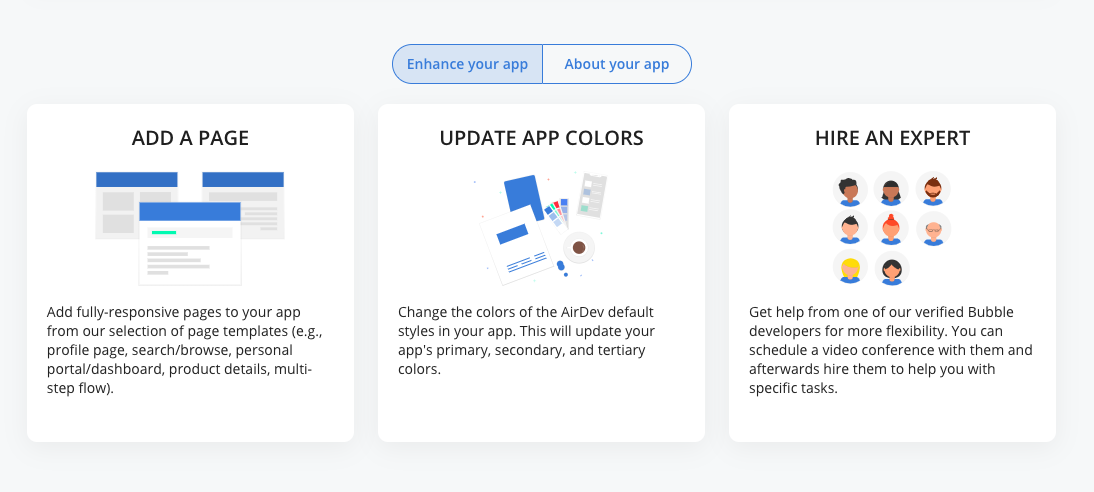 Enhance your app
About your app
ADD A PAGE
Add fully-responsive pages to your app
from our selection of page templates (e.g.,
profile page, search/browse, personal
portal/dashboard, product details, multi-
step flow).
UPDATE APP COLORS
Change the colors of the AirDev default
styles in your app. This will update your
app's primary, secondary, and tertiary
colors.
HIRE AN EXPERT
Get help from one of our verified Bubble
developers for more flexibility. You can
schedule a video conference with them and
afterwards hire them to help you with
specific tasks.